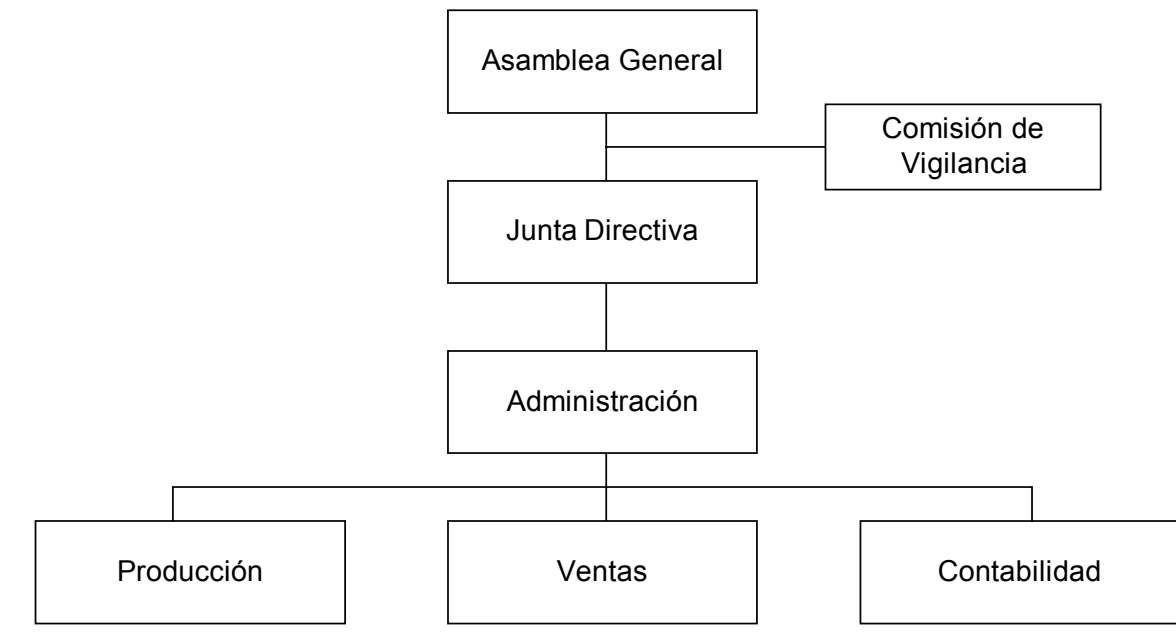 Asamblea General
Comisión de
Vigilancia
Junta Directiva
Administración
Producción
Ventas
Contabilidad